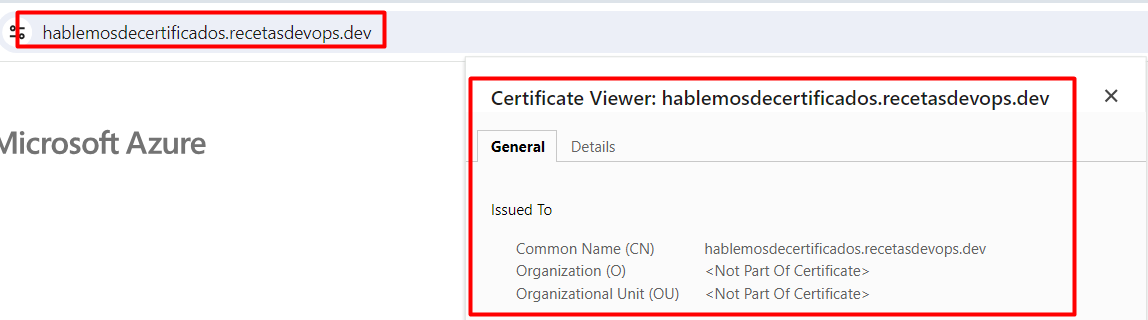 hablemosdecertificados.recetasdevops.dev
Certificate Viewer: hablemosdecertificados.recetasdevops.dev
Microsoft Azure
General Details
Issued To
Common Name (CN) hablemosdecertificados.recetasdevops.dev
Organization (O) <Not Part Of Certificate>
Organizational Unit (OU) <Not Part Of Certificate>